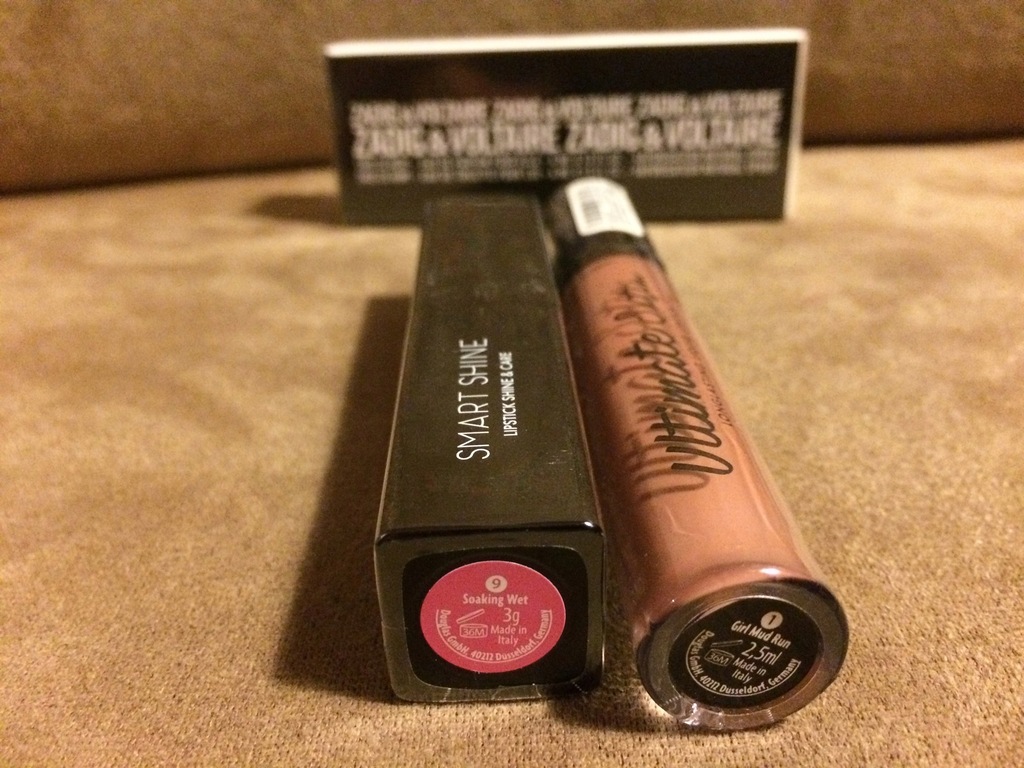 ZADIG & VOLTAIRE ZADIG & VOLTAIRE ZADIG & VOLTAIRE
ZADIG & VOLTAIRE ZADIG & VOLTAIRE
SMART SHINE
LIPSTICK SHINE & CARE
9
Soaking Wet
3g
36M
Made in
Italy
Douglas GmbH, 40212 Düsseldorf, Germany
Ultimate
1
Girl Mud Run
2,5ml
36M
Made in
Italy
Douglas GmbH, 40212 Dusseldorf, Germany